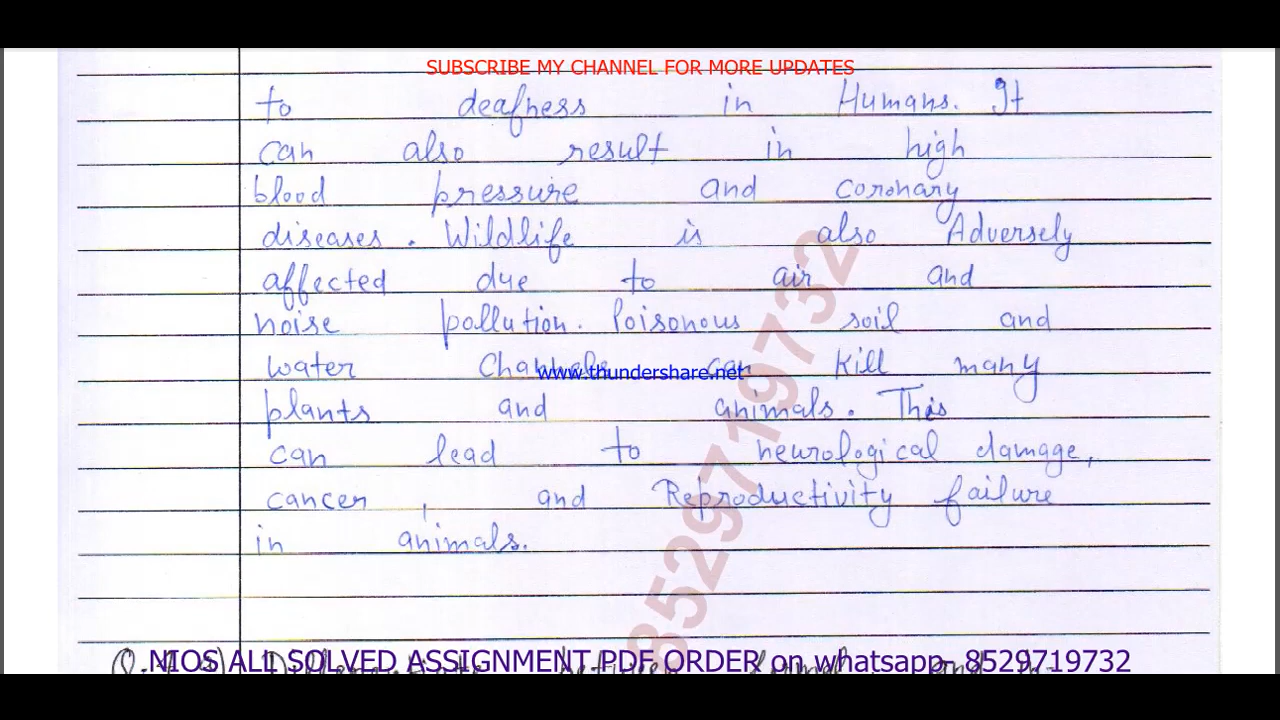 SUBSCRIBE MY CHANNEL FOR MORE UPDATES
to deafness in Humans. It
can also result in high
blood pressure and coronary
diseases. Wildlife is also Adversely
affected due to air and
noise pollution. Poisonous soil and
water Channels can kill many
www.thundershare.net
plants and animals. This
can lead to neurological damage,
cancer, and Reproductivity failure
in animals.
8529719732
NIOS ALL SOLVED ASSIGNMENT PDF ORDER on whatsapp 8529719732